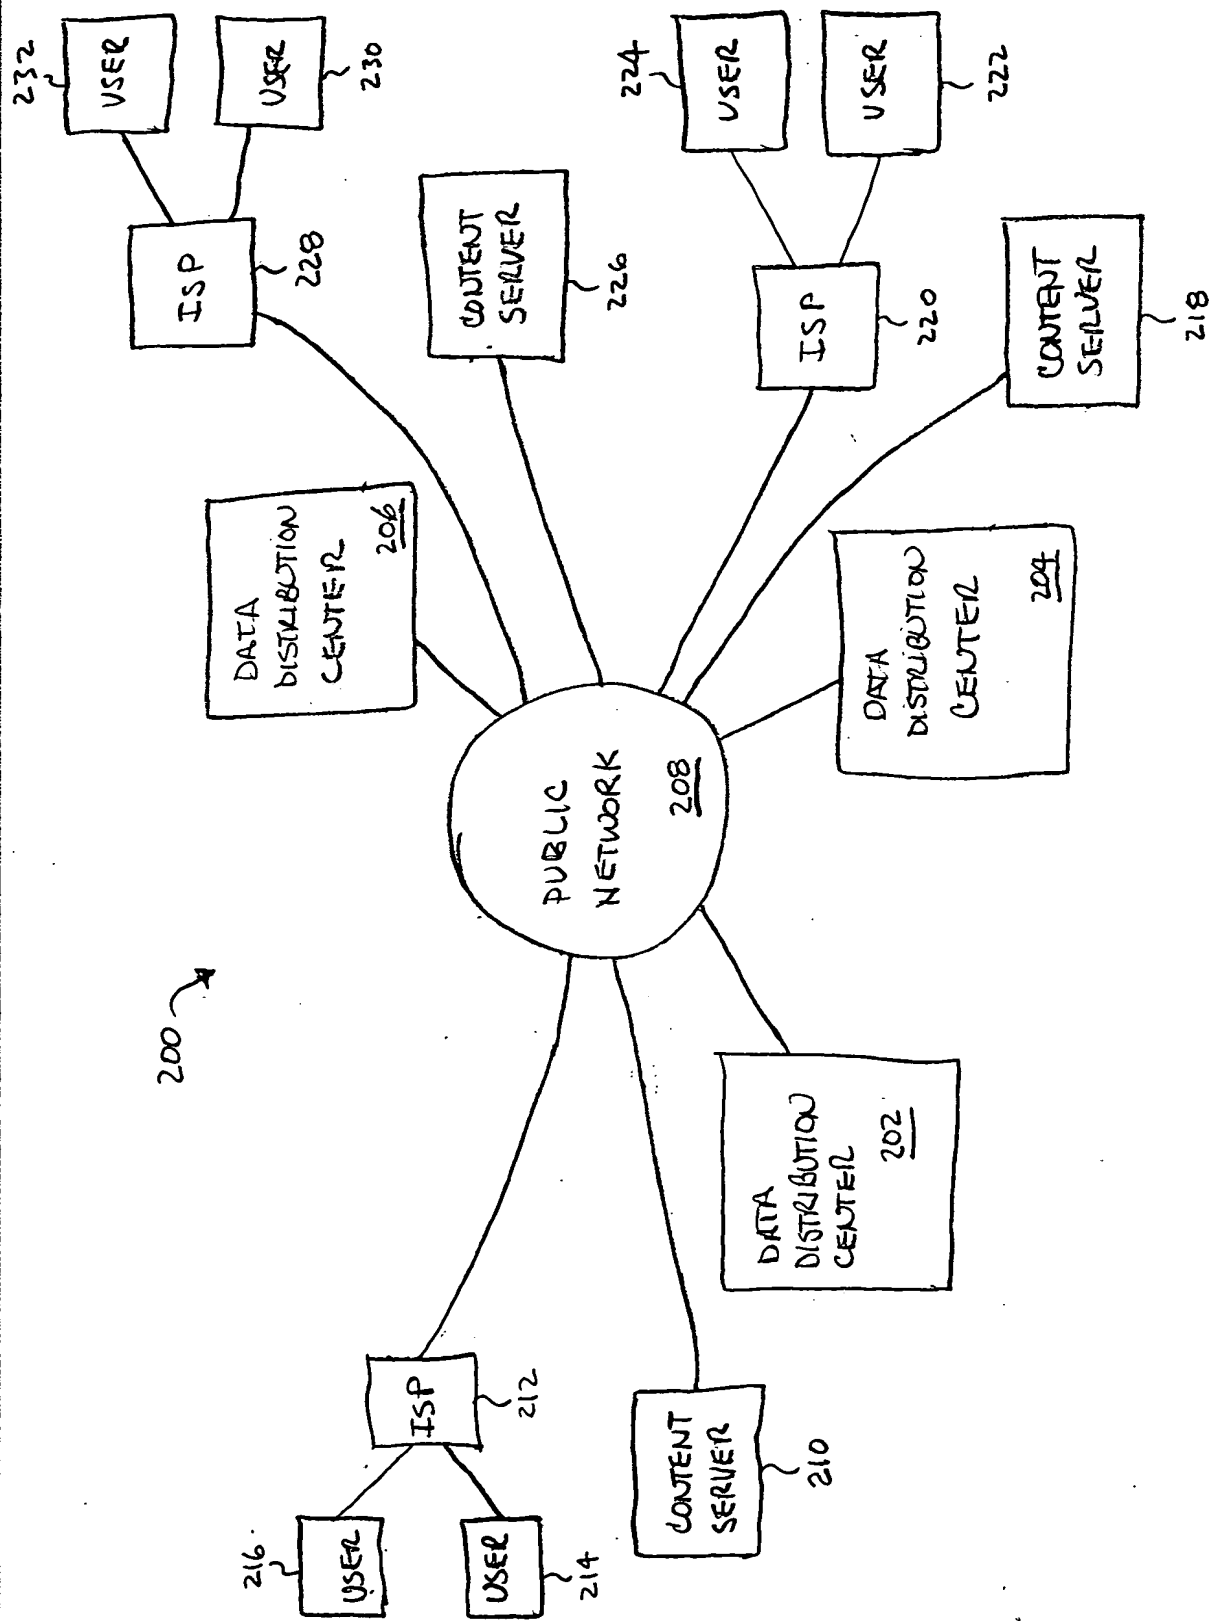 200
216
USER
USER
214
ISP
212
CONTENT
SERVER
210
DATA
DISTRIBUTION
CENTER
202
PUBLIC
NETWORK
208
DATA
DISTRIBUTION
CENTER
206
DATA
DISTRIBUTION
CENTER
204
ISP
228
232
USER
USER
230
CONTENT
SERVER
226
ISP
220
224
USER
USER
222
CONTENT
SERVER
218